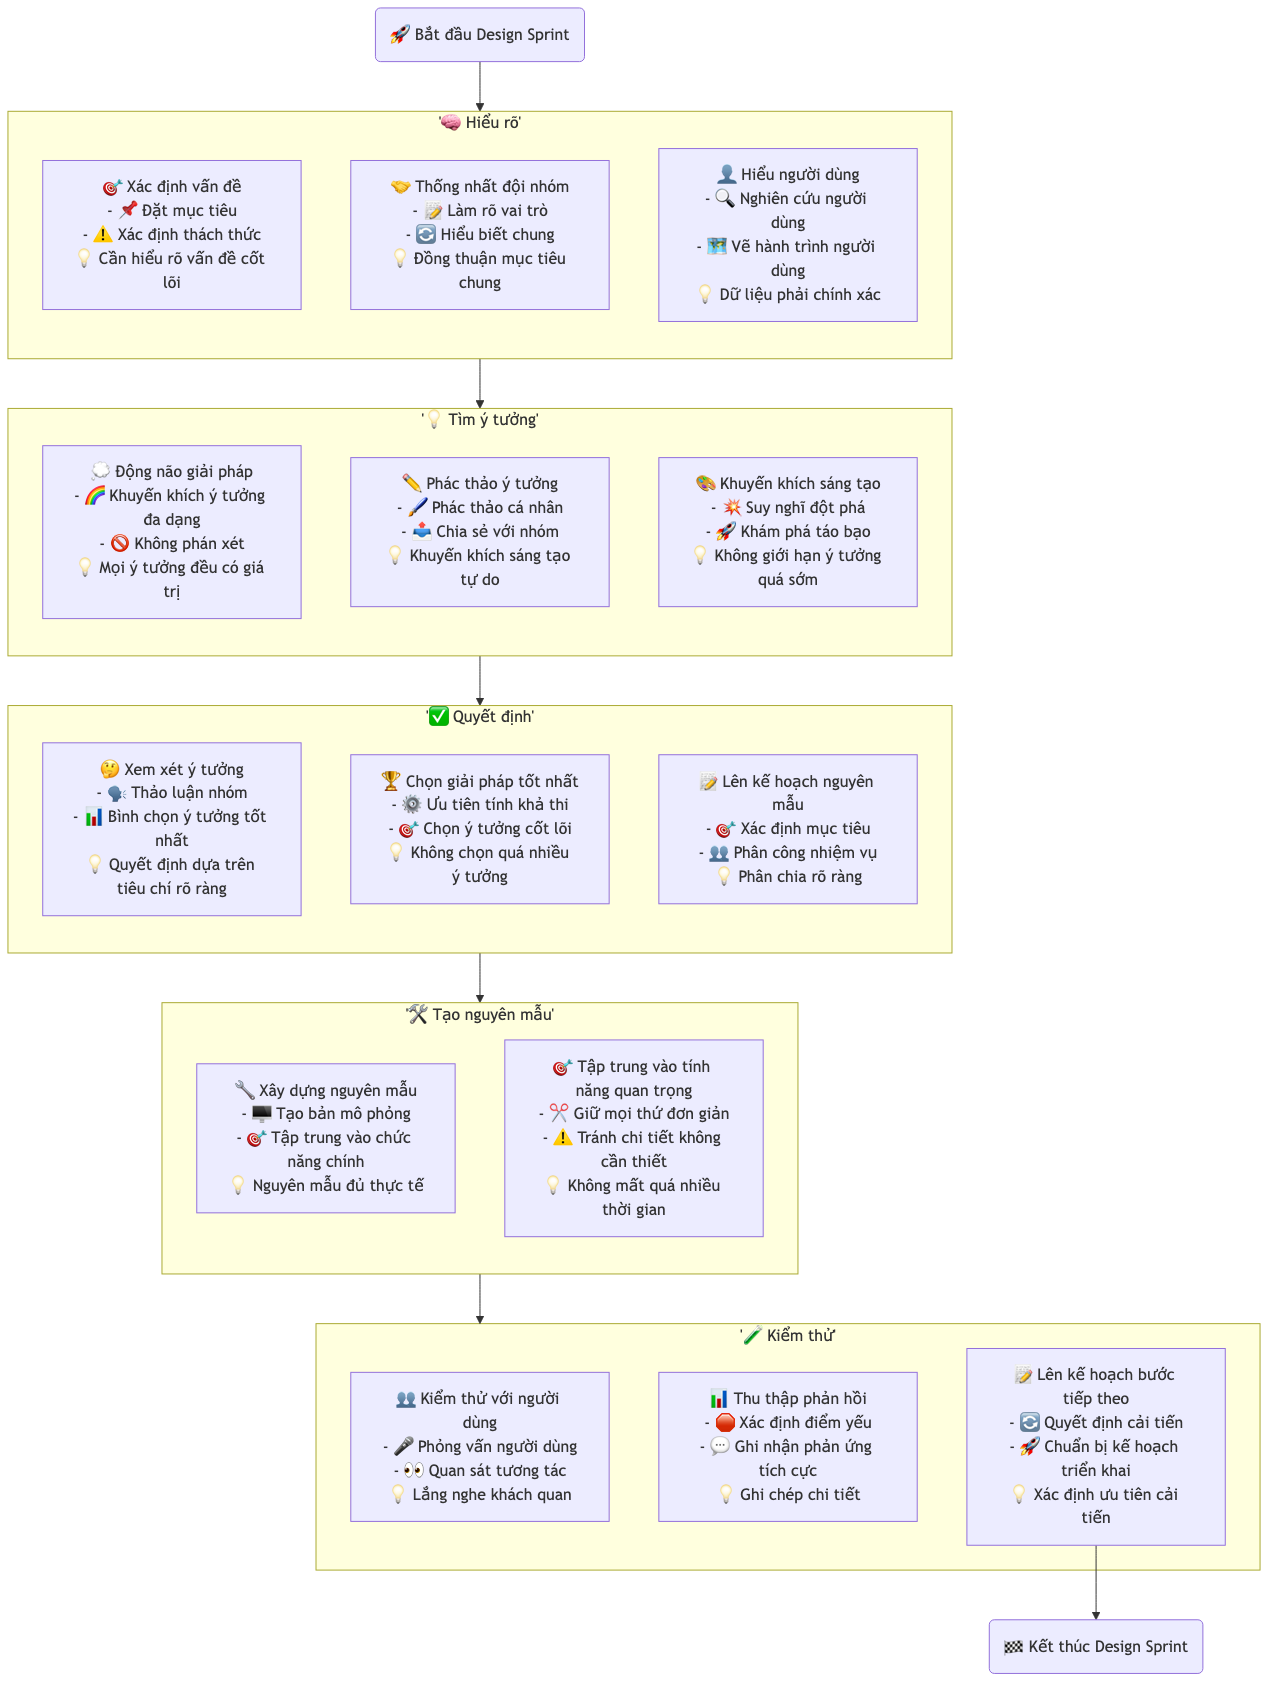 🚀 Bắt đầu Design Sprint
'🧠 Hiểu rõ'
🎯 Xác định vấn đề
- 📌 Đặt mục tiêu
- ⚠️ Xác định thách thức
💡 Cần hiểu rõ vấn đề cốt
lõi
🤝 Thống nhất đội nhóm
- 📝 Làm rõ vai trò
- 🔄 Hiểu biết chung
💡 Đồng thuận mục tiêu
chung
👤 Hiểu người dùng
- 🔍 Nghiên cứu người
dùng
- 🗺️ Vẽ hành trình người
dùng
💡 Dữ liệu phải chính xác
'💡 Tìm ý tưởng'
💭 Động não giải pháp
- 🌈 Khuyến khích ý tưởng
đa dạng
- 🚫 Không phán xét
💡 Mọi ý tưởng đều có giá
trị
✏️ Phác thảo ý tưởng
- 🖌️ Phác thảo cá nhân
- 📤 Chia sẻ với nhóm
💡 Khuyến khích sáng tạo
tự do
🎨 Khuyến khích sáng tạo
- 💥 Suy nghĩ đột phá
- 🚀 Khám phá táo bạo
💡 Không giới hạn ý tưởng
quá sớm
'✅ Quyết định'
🤔 Xem xét ý tưởng
- 🗣️ Thảo luận nhóm
- 📊 Bình chọn ý tưởng tốt
nhất
💡 Quyết định dựa trên
tiêu chí rõ ràng
🏆 Chọn giải pháp tốt nhất
- ⚙️ Ưu tiên tính khả thi
- 🎯 Chọn ý tưởng cốt lõi
💡 Không chọn quá nhiều
ý tưởng
📝 Lên kế hoạch nguyên
mẫu
- 🎯 Xác định mục tiêu
- 👥 Phân công nhiệm vụ
💡 Phân chia rõ ràng
'🛠️ Tạo nguyên mẫu'
🔧 Xây dựng nguyên mẫu
- 🖥️ Tạo bản mô phỏng
- 🎯 Tập trung vào chức
năng chính
💡 Nguyên mẫu đủ thực tế
🎯 Tập trung vào tính
năng quan trọng
- ✂️ Giữ mọi thứ đơn giản
- ⚠️ Tránh chi tiết không
cần thiết
💡 Không mất quá nhiều
thời gian
'🧪 Kiểm thử'
👥 Kiểm thử với người
dùng
- 🎤 Phỏng vấn người dùng
- 👀 Quan sát tương tác
💡 Lắng nghe khách quan
📊 Thu thập phản hồi
- 🛑 Xác định điểm yếu
- 💬 Ghi nhận phản ứng
tích cực
💡 Ghi chép chi tiết
📝 Lên kế hoạch bước
tiếp theo
- 🔄 Quyết định cải tiến
- 🚀 Chuẩn bị kế hoạch
triển khai
💡 Xác định ưu tiên cải
tiến
🏁 Kết thúc Design Sprint